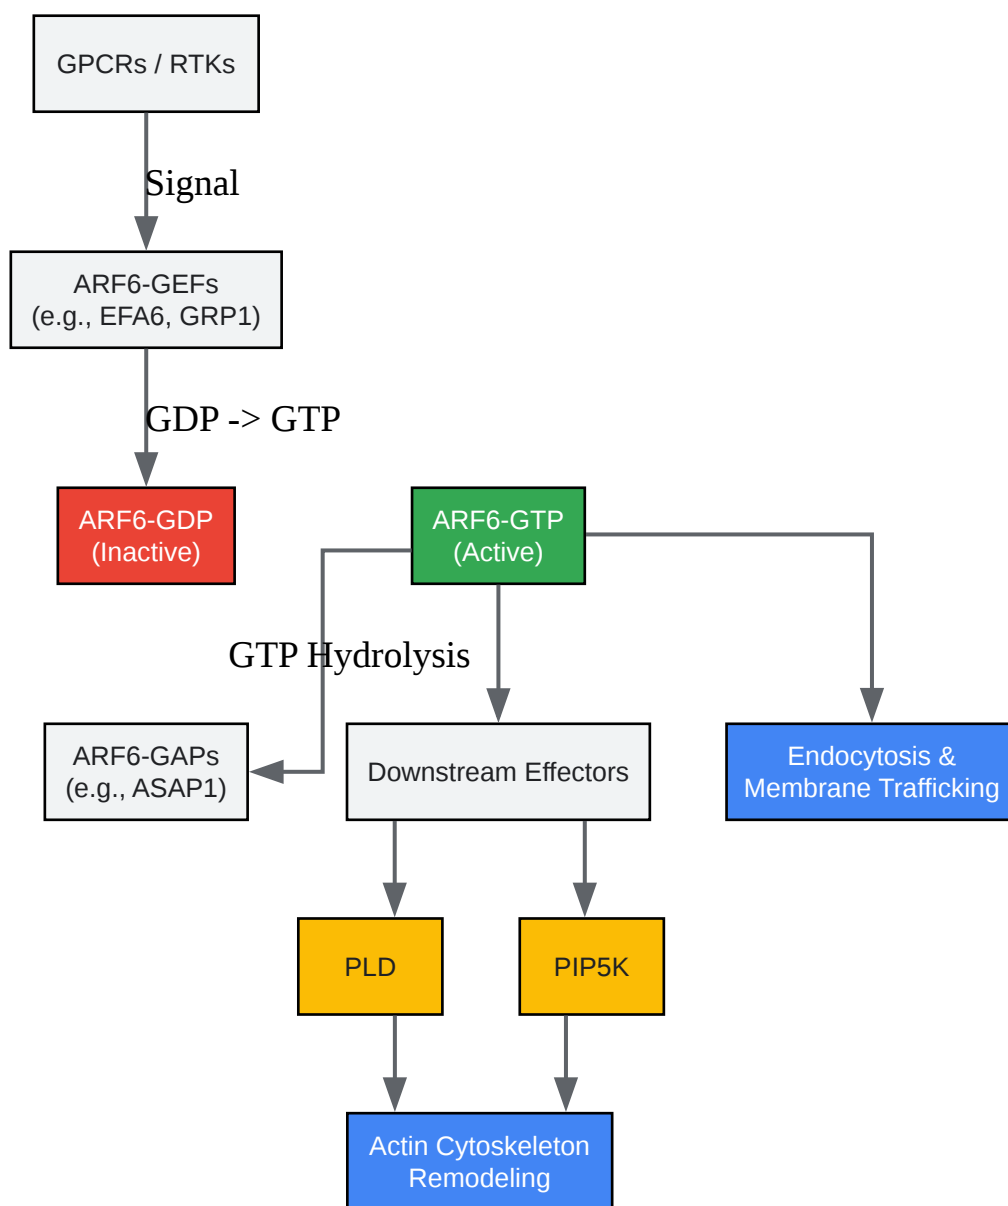 GPCRs / RTKs
Signal
ARF6-GEFs
(e.g., EFA6, GRP1)
GDP -> GTP
ARF6-GDP
(Inactive)
ARF6-GTP
(Active)
GTP Hydrolysis
ARF6-GAPs
(e.g., ASAP1)
Downstream Effectors
Endocytosis &
Membrane Trafficking
PLD
PIP5K
Actin Cytoskeleton
Remodeling